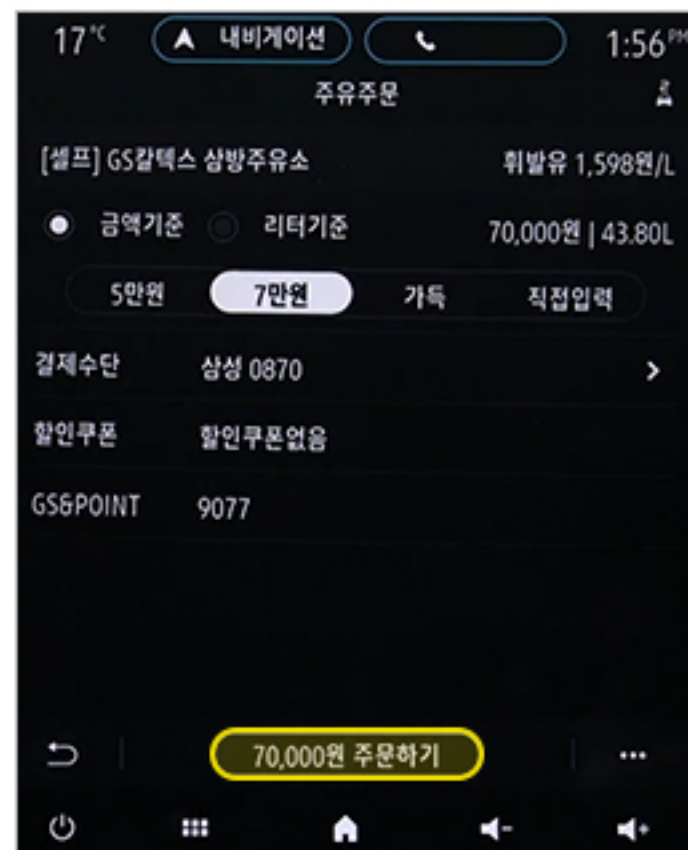 17°C 내비게이션 1:56 PM
주유주문
[셀프] GS칼텍스 삼방주유소 휘발유 1,598원/L
금액기준 리터기준 70,000원 | 43.80L
5만원 7만원 가득 직접입력
결제수단 삼성 0870
할인쿠폰 할인쿠폰없음
GS&POINT 9077
70,000원 주문하기